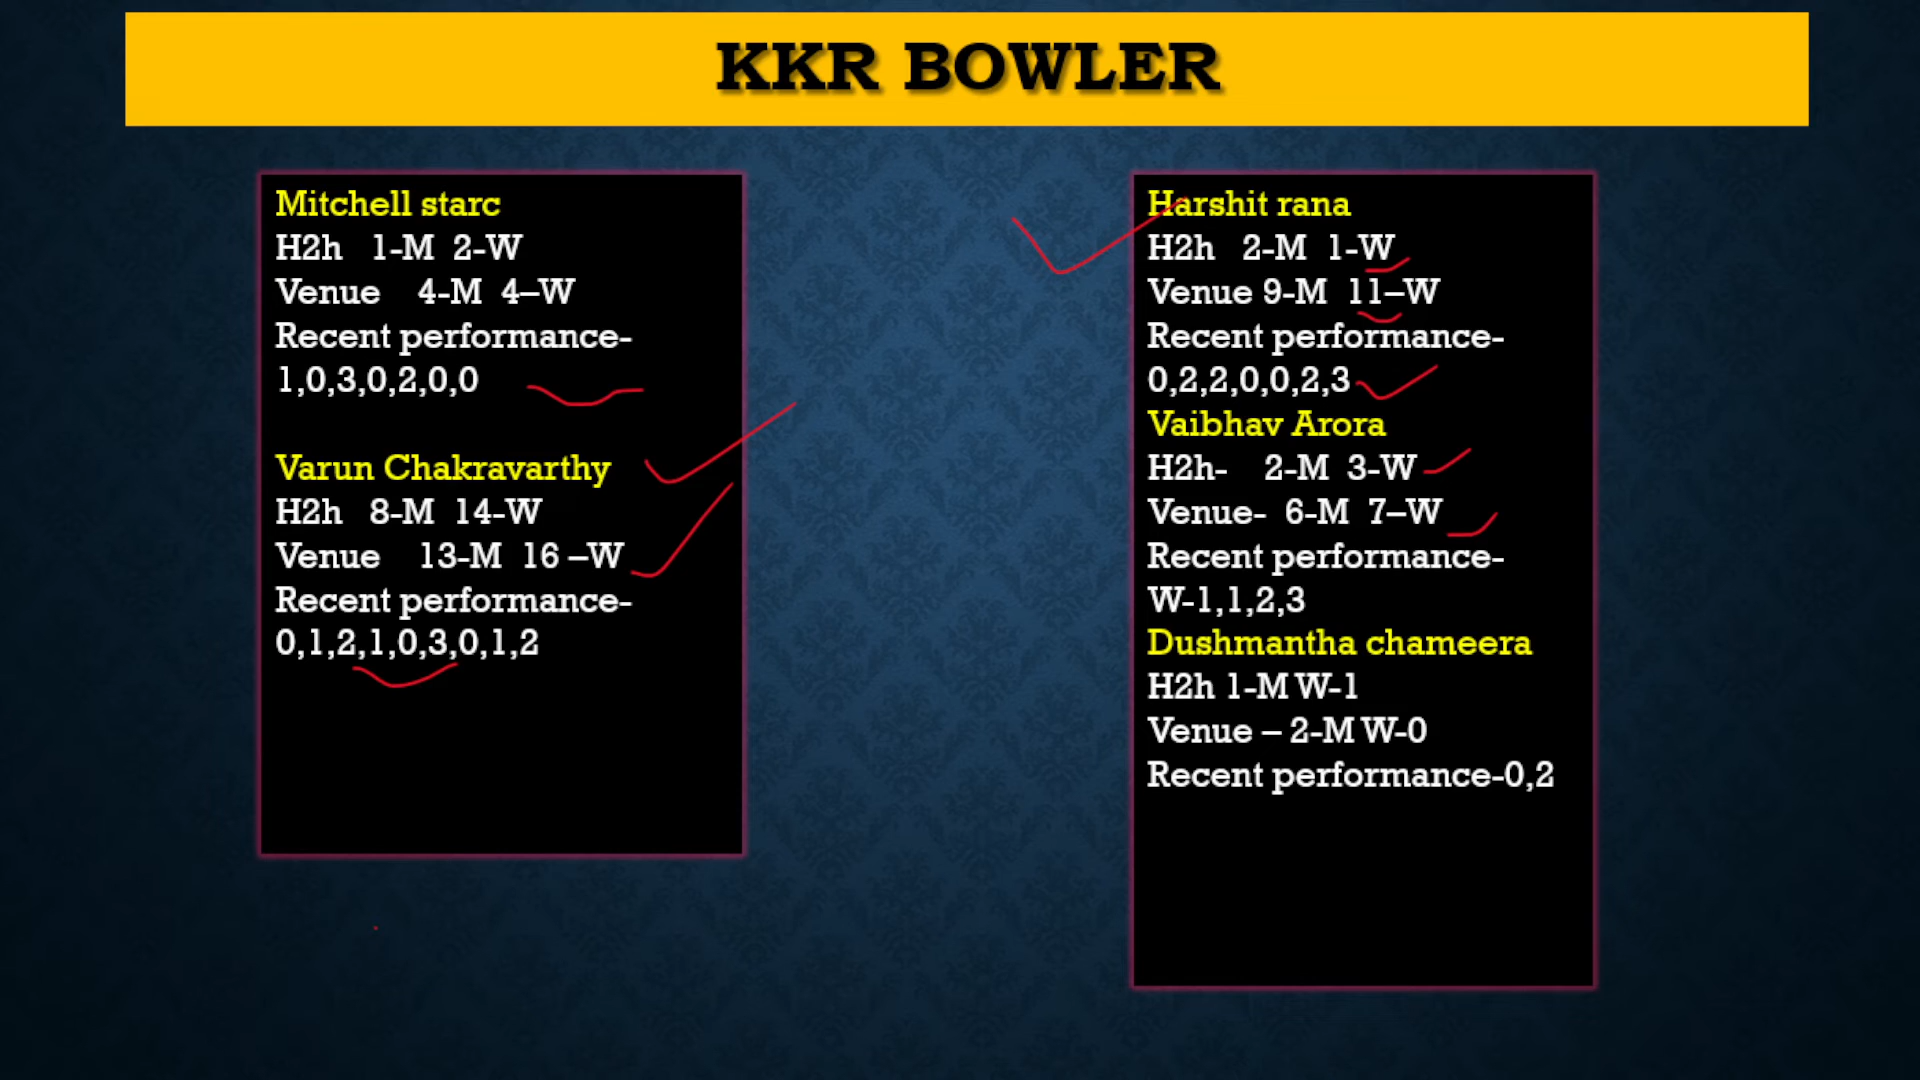 KKR BOWLER
Mitchell starc
H2h 1-M 2-W
Venue 4-M 4–W
Recent performance-
1,0,3,0,2,0,0
Varun Chakravarthy
H2h 8-M 14-W
Venue 13-M 16 –W
Recent performance-
0,1,2,1,0,3,0,1,2
Harshit rana
H2h 2-M 1-W
Venue 9-M 11–W
Recent performance-
0,2,2,0,0,2,3
Vaibhav Arora
H2h- 2-M 3-W
Venue- 6-M 7–W
Recent performance-
W-1,1,2,3
Dushmantha chameera
H2h 1-M W-1
Venue – 2-M W-0
Recent performance-0,2